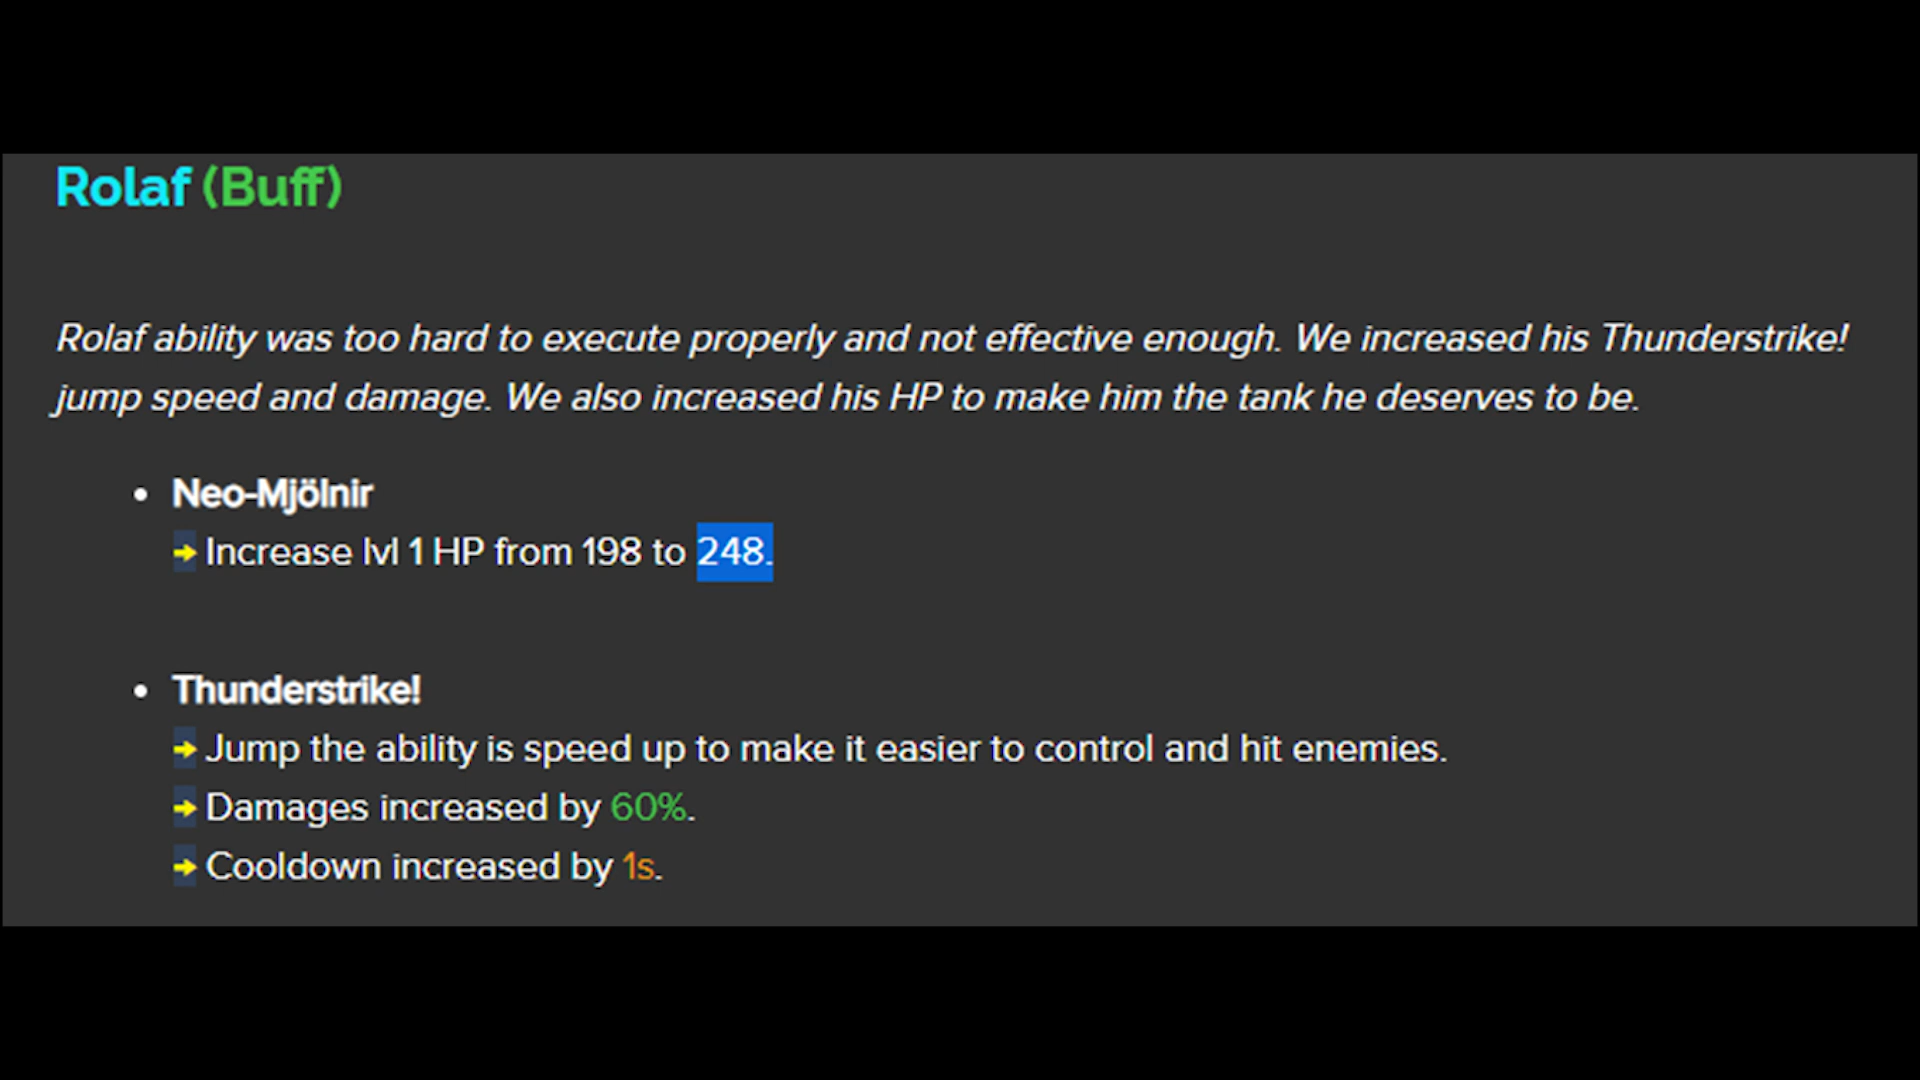 Rolaf (Buff)
Rolaf ability was too hard to execute properly and not effective enough. We increased his Thunderstrike!
jump speed and damage. We also increased his HP to make him the tank he deserves to be.
• Neo-Mjölnir
➜ Increase lvl 1 HP from 198 to 248.
• Thunderstrike!
➜ Jump the ability is speed up to make it easier to control and hit enemies.
➜ Damages increased by 60%.
➜ Cooldown increased by 1s.